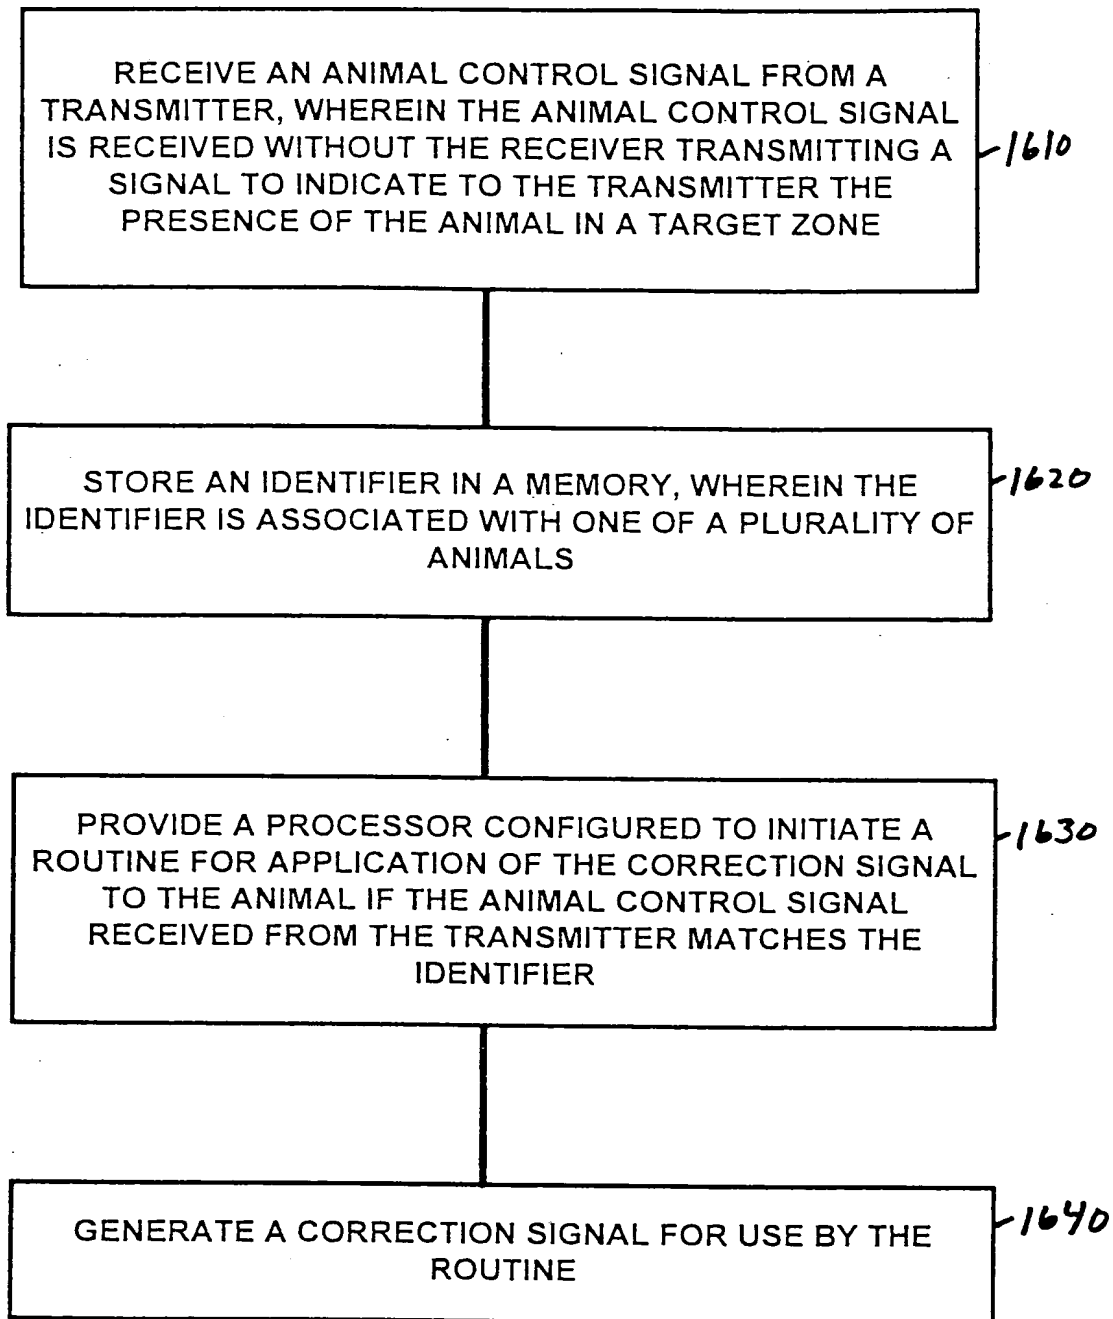 RECEIVE AN ANIMAL CONTROL SIGNAL FROM A
TRANSMITTER, WHEREIN THE ANIMAL CONTROL SIGNAL
IS RECEIVED WITHOUT THE RECEIVER TRANSMITTING A
SIGNAL TO INDICATE TO THE TRANSMITTER THE
PRESENCE OF THE ANIMAL IN A TARGET ZONE
1610
STORE AN IDENTIFIER IN A MEMORY, WHEREIN THE
IDENTIFIER IS ASSOCIATED WITH ONE OF A PLURALITY OF
ANIMALS
1620
PROVIDE A PROCESSOR CONFIGURED TO INITIATE A
ROUTINE FOR APPLICATION OF THE CORRECTION SIGNAL
TO THE ANIMAL IF THE ANIMAL CONTROL SIGNAL
RECEIVED FROM THE TRANSMITTER MATCHES THE
IDENTIFIER
1630
GENERATE A CORRECTION SIGNAL FOR USE BY THE
ROUTINE
1640